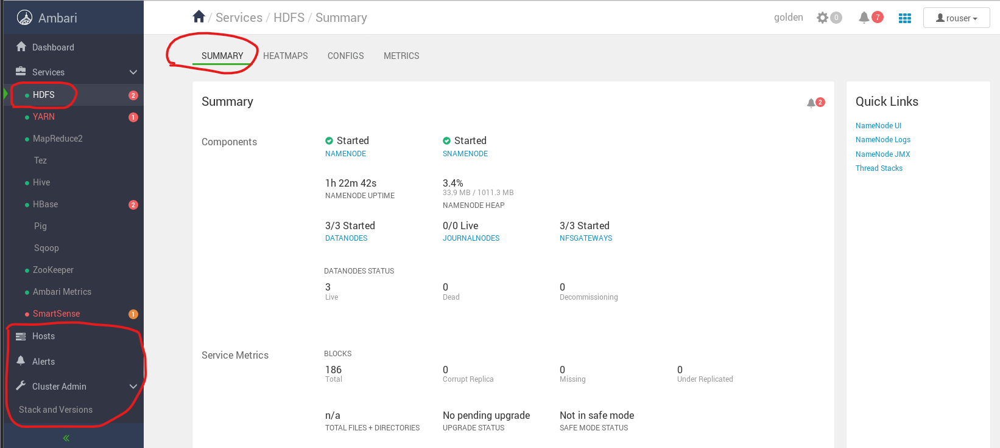 Ambari
/ Services / HDFS / Summary
golden
0
7
rouser
Dashboard
Services
HDFS 2
YARN 1
MapReduce2
Tez
Hive
HBase 2
Pig
Sqoop
ZooKeeper
Ambari Metrics
SmartSense 1
Hosts
Alerts
Cluster Admin
Stack and Versions
SUMMARY HEATMAPS CONFIGS METRICS
Summary
2
Components
Started
NAMENODE
Started
SNAMENODE
1h 22m 42s
NAMENODE UPTIME
3.4%
33.9 MB / 1011.3 MB
NAMENODE HEAP
3/3 Started
DATANODES
0/0 Live
JOURNALNODES
3/3 Started
NFSGATEWAYS
DATANODES STATUS
3
Live
0
Dead
0
Decommissioning
Service Metrics
BLOCKS
186
Total
0
Corrupt Replica
0
Missing
0
Under Replicated
n/a
TOTAL FILES + DIRECTORIES
No pending upgrade
UPGRADE STATUS
Not in safe mode
SAFE MODE STATUS
Quick Links
NameNode UI
NameNode Logs
NameNode JMX
Thread Stacks